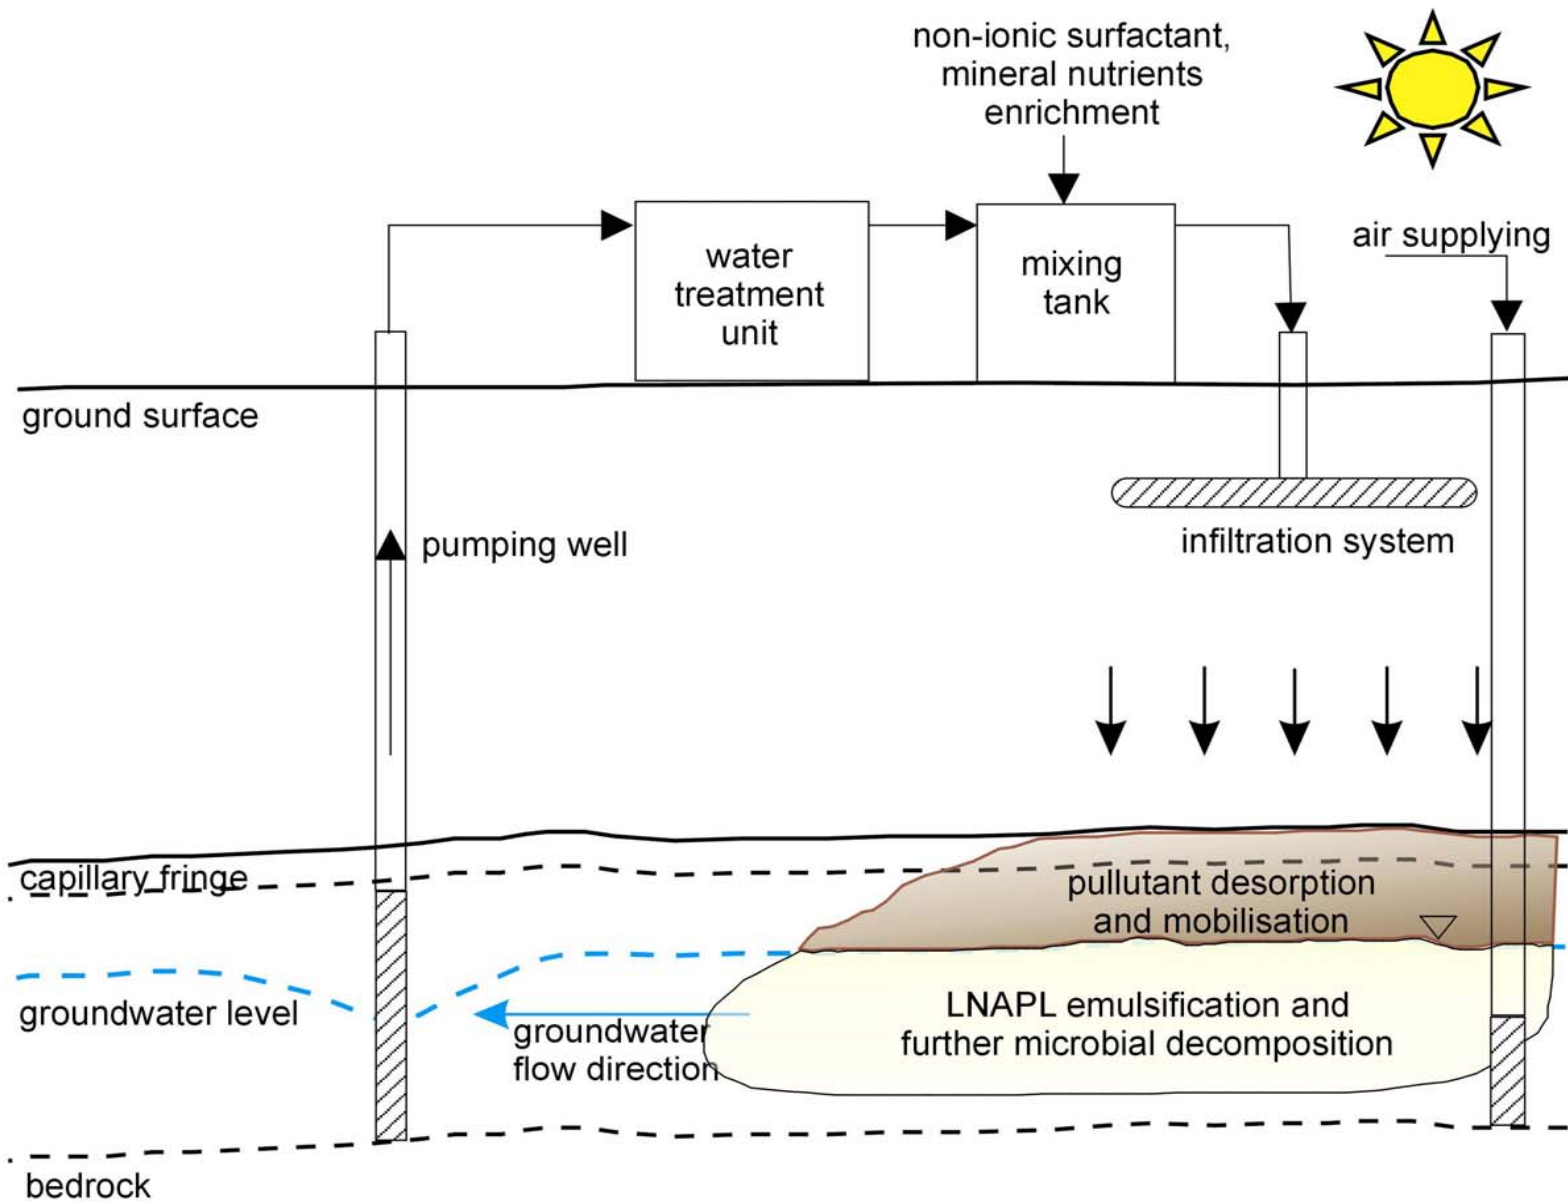 non-ionic surfactant,
mineral nutrients
enrichment
air supplying
water
treatment
unit
mixing
tank
ground surface
pumping well
infiltration system
capillary fringe
pullutant desorption
and mobilisation
groundwater level
groundwater
flow direction
LNAPL emulsification and
further microbial decomposition
bedrock